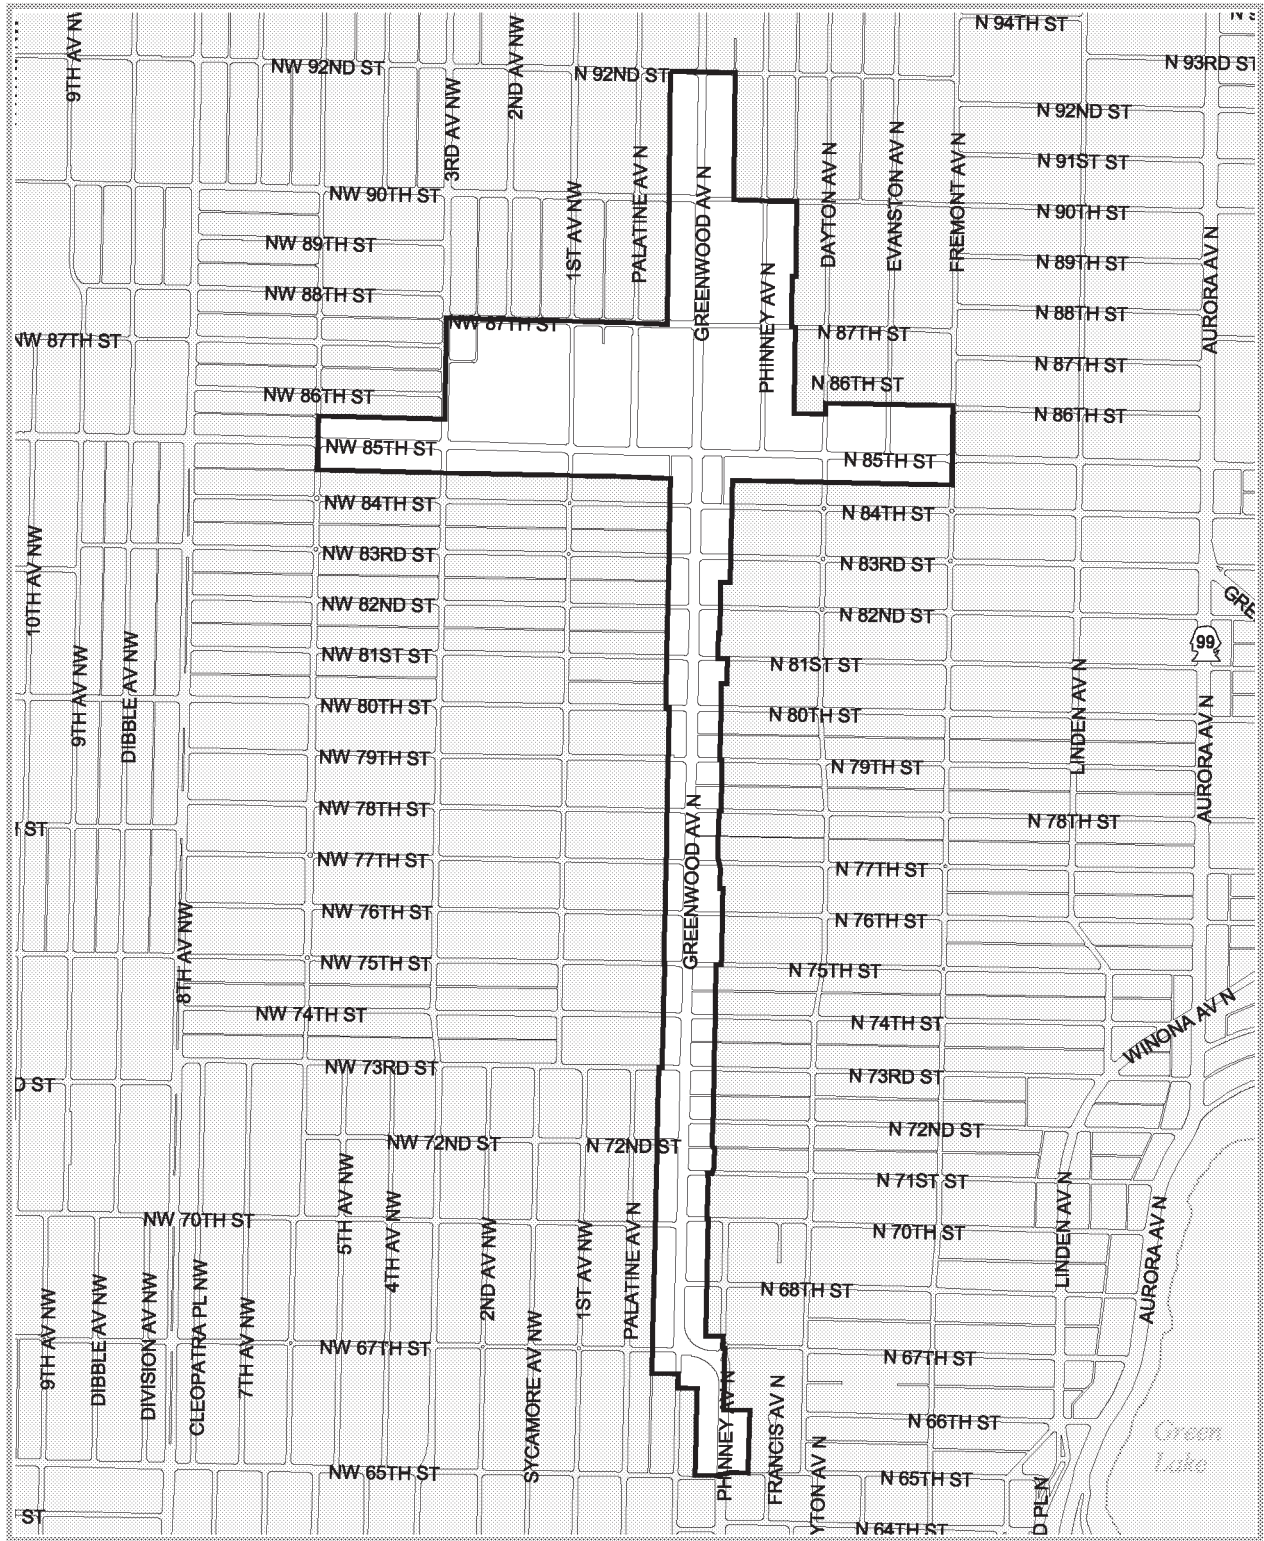 N 94TH ST
9TH AV NW
NW 92ND ST
2ND AV NW
N 92ND ST
N 93RD ST
3RD AV NW
N 92ND ST
N 91ST ST
NW 90TH ST
1ST AV NW
PALATINE AV N
GREENWOOD AV N
DAYTON AV N
EVANSTON AV N
FREMONT AV N
N 90TH ST
NW 89TH ST
N 89TH ST
AURORA AV N
NW 88TH ST
PHINNEY AV N
N 88TH ST
NW 87TH ST
NW 87TH ST
N 87TH ST
N 87TH ST
NW 86TH ST
N 86TH ST
N 86TH ST
NW 85TH ST
N 85TH ST
NW 84TH ST
N 84TH ST
10TH AV NW
NW 83RD ST
N 83RD ST
NW 82ND ST
N 82ND ST
GRE
99
9TH AV NW
DIBBLE AV NW
NW 81ST ST
N 81ST ST
LINDEN AV N
NW 80TH ST
N 80TH ST
AURORA AV N
NW 79TH ST
N 79TH ST
NW 78TH ST
GREENWOOD AV N
N 78TH ST
ST
NW 77TH ST
N 77TH ST
8TH AV NW
NW 76TH ST
N 76TH ST
NW 75TH ST
N 75TH ST
NW 74TH ST
N 74TH ST
WINONA AV N
NW 73RD ST
N 73RD ST
D ST
NW 72ND ST
N 72ND ST
N 72ND ST
5TH AV NW
4TH AV NW
N 71ST ST
LINDEN AV N
NW 70TH ST
2ND AV NW
1ST AV NW
PALATINE AV N
N 70TH ST
AURORA AV N
9TH AV NW
DIBBLE AV NW
DIVISION AV NW
CLEOPATRA PL NW
7TH AV NW
N 68TH ST
NW 67TH ST
N 67TH ST
SYCAMORE AV NW
PHINNEY AV N
FRANCIS AV N
N 66TH ST
Green
Lake
NW 65TH ST
YTON AV N
N 65TH ST
D PL N
ST
N 64TH ST